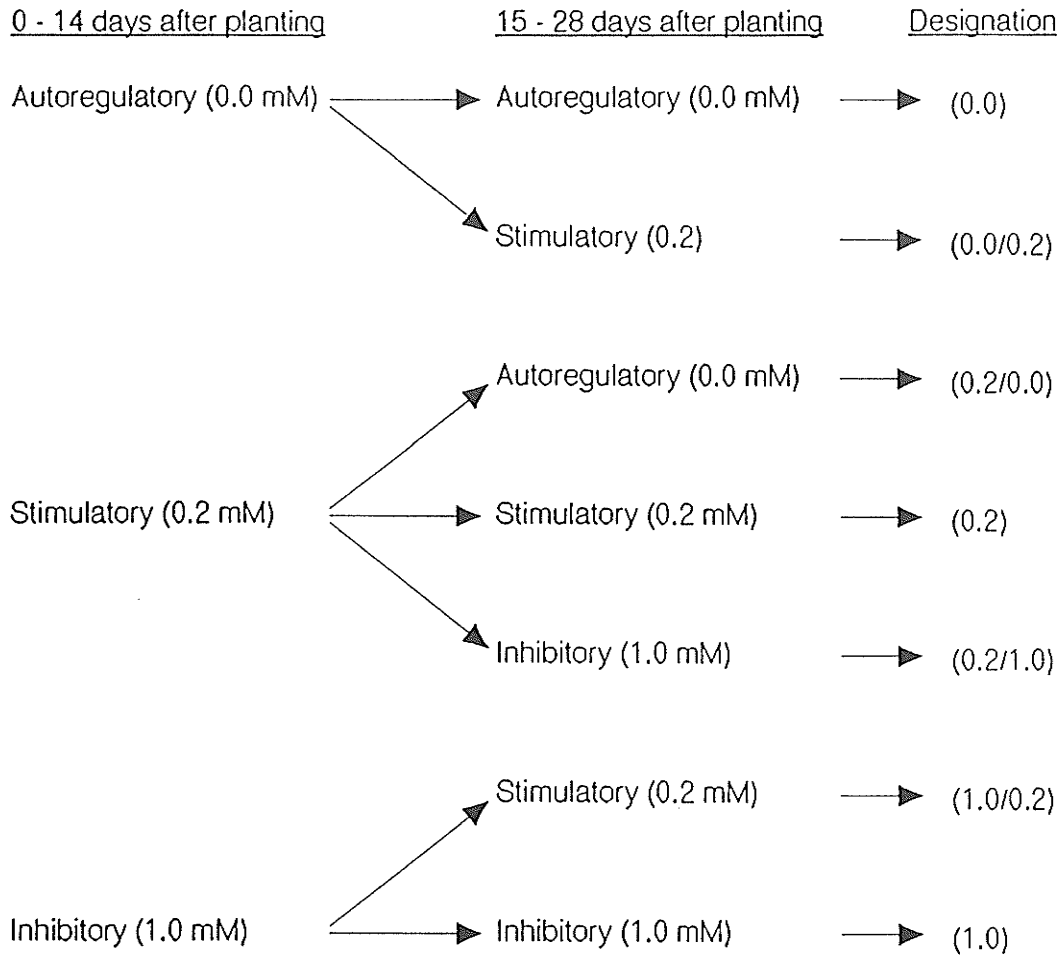 0 - 14 days after planting 15 - 28 days after planting Designation
Autoregulatory (0.0 mM) Autoregulatory (0.0 mM) (0.0)
Stimulatory (0.2) (0.0/0.2)
Autoregulatory (0.0 mM) (0.2/0.0)
Stimulatory (0.2 mM) Stimulatory (0.2 mM) (0.2)
Inhibitory (1.0 mM) (0.2/1.0)
Stimulatory (0.2 mM) (1.0/0.2)
Inhibitory (1.0 mM) Inhibitory (1.0 mM) (1.0)